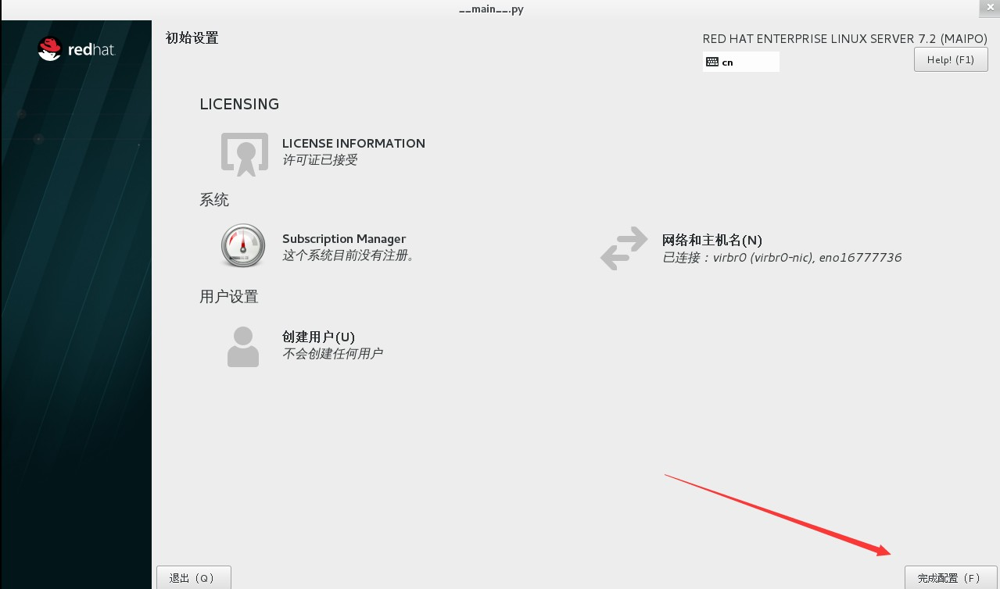 __main__.py
redhat.
初始设置
RED HAT ENTERPRISE LINUX SERVER 7.2 (MAIPO)
cn
Help! (F1)
LICENSING
LICENSE INFORMATION
许可证已接受
系统
Subscription Manager
这个系统目前没有注册。
网络和主机名(N)
已连接：virbr0 (virbr0-nic), eno16777736
用户设置
创建用户(U)
不会创建任何用户
退出（Q）
完成配置（F）